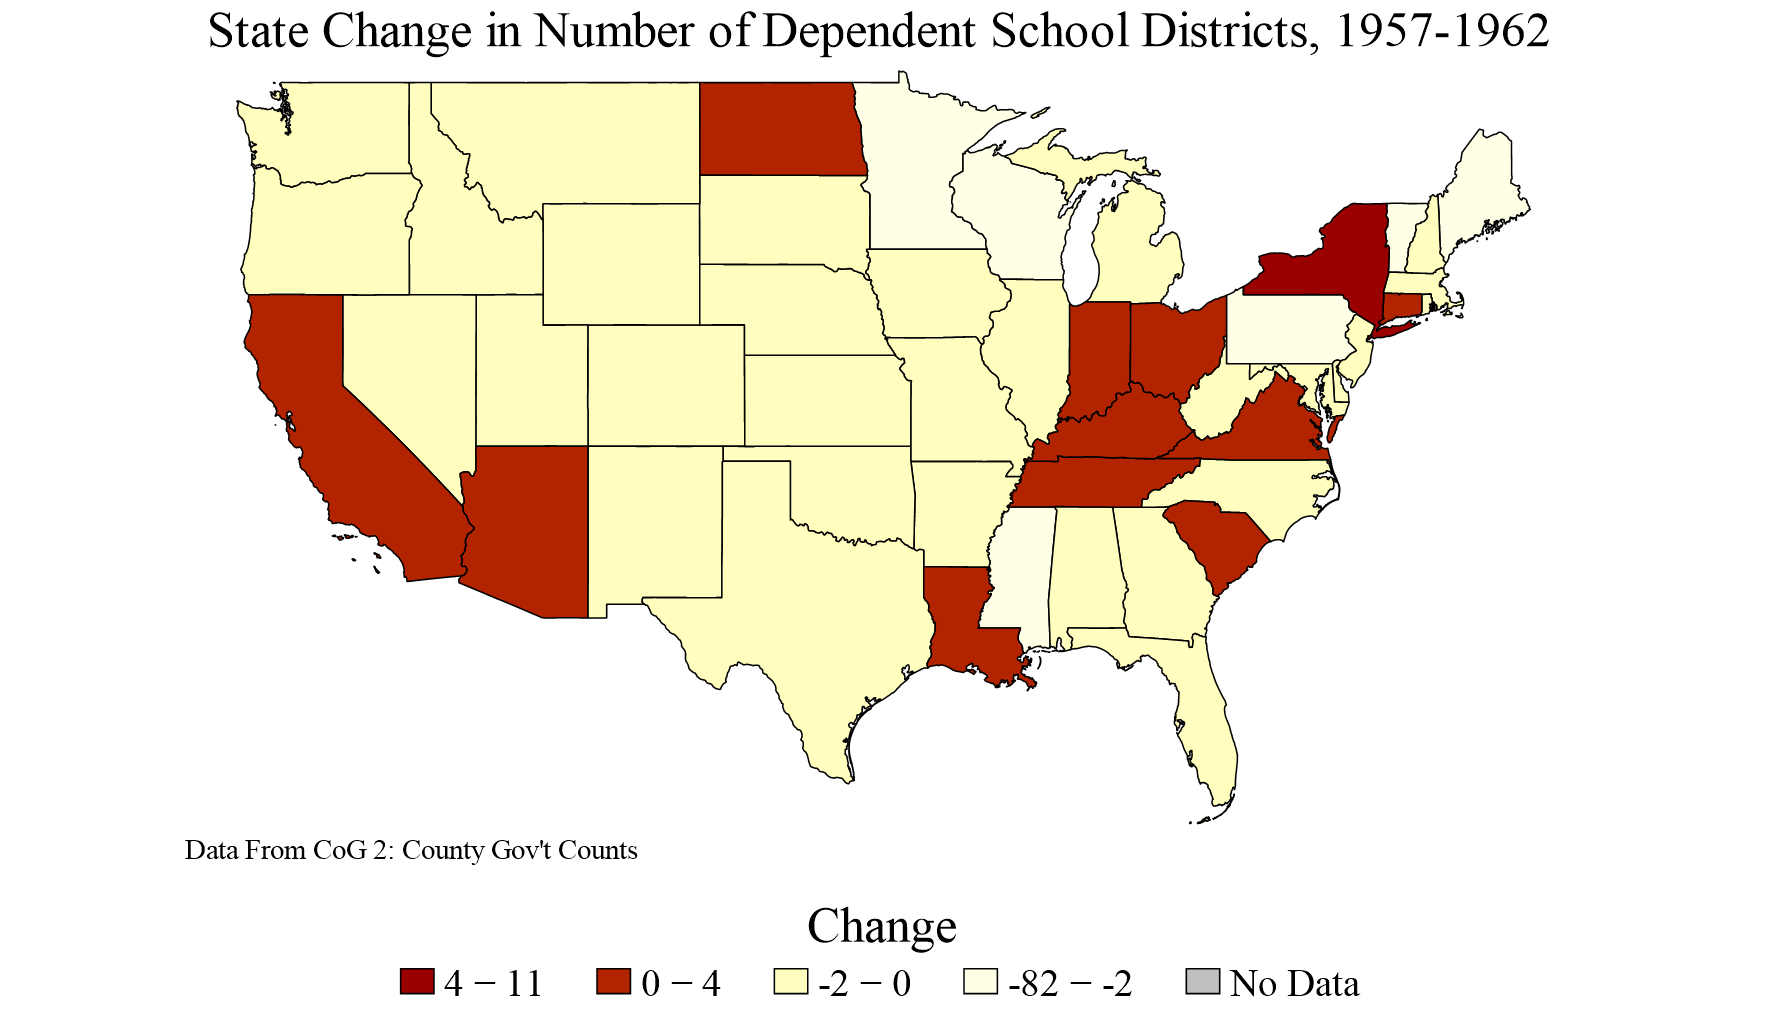 State Change in Number of Dependent School Districts, 1957-1962
Data From CoG 2: County Gov't Counts
Change
4 – 11 0 – 4 -2 – 0 -82 – -2 No Data